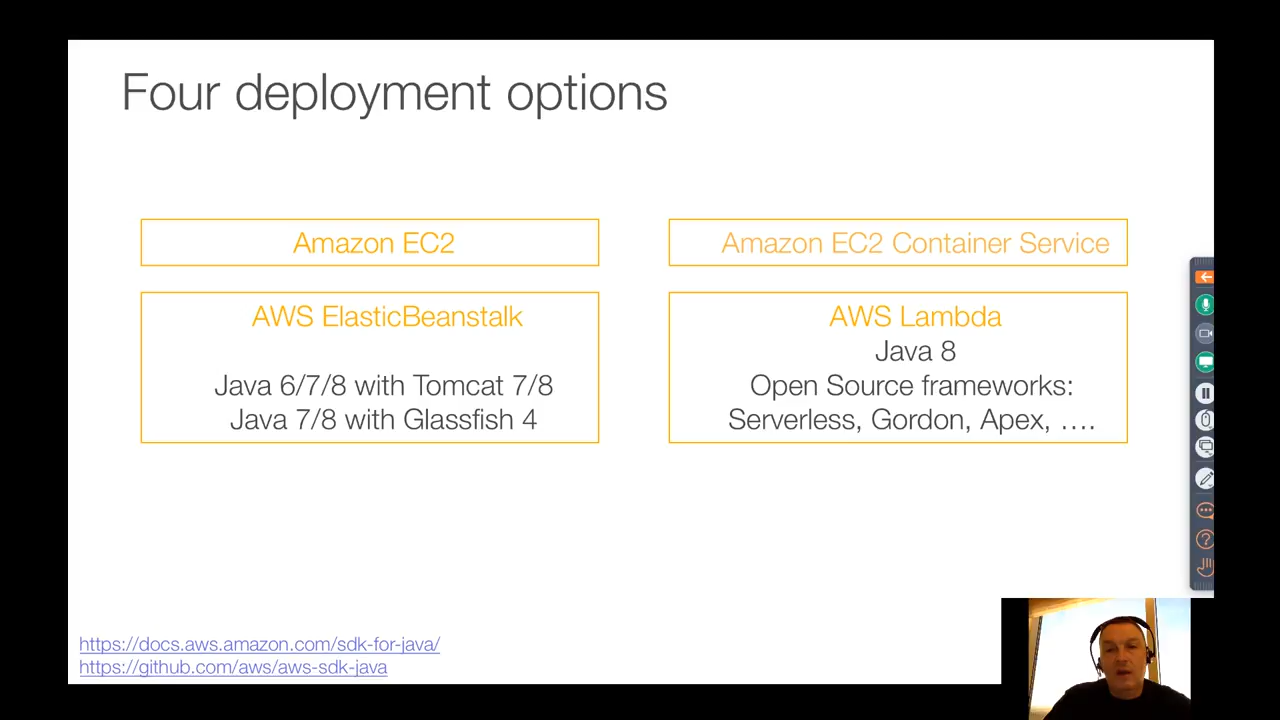 Four deployment options
Amazon EC2
Amazon EC2 Container Service
AWS ElasticBeanstalk
Java 6/7/8 with Tomcat 7/8
Java 7/8 with Glassfish 4
AWS Lambda
Java 8
Open Source frameworks:
Serverless, Gordon, Apex, ….
https://docs.aws.amazon.com/sdk-for-java/
https://github.com/aws/aws-sdk-java